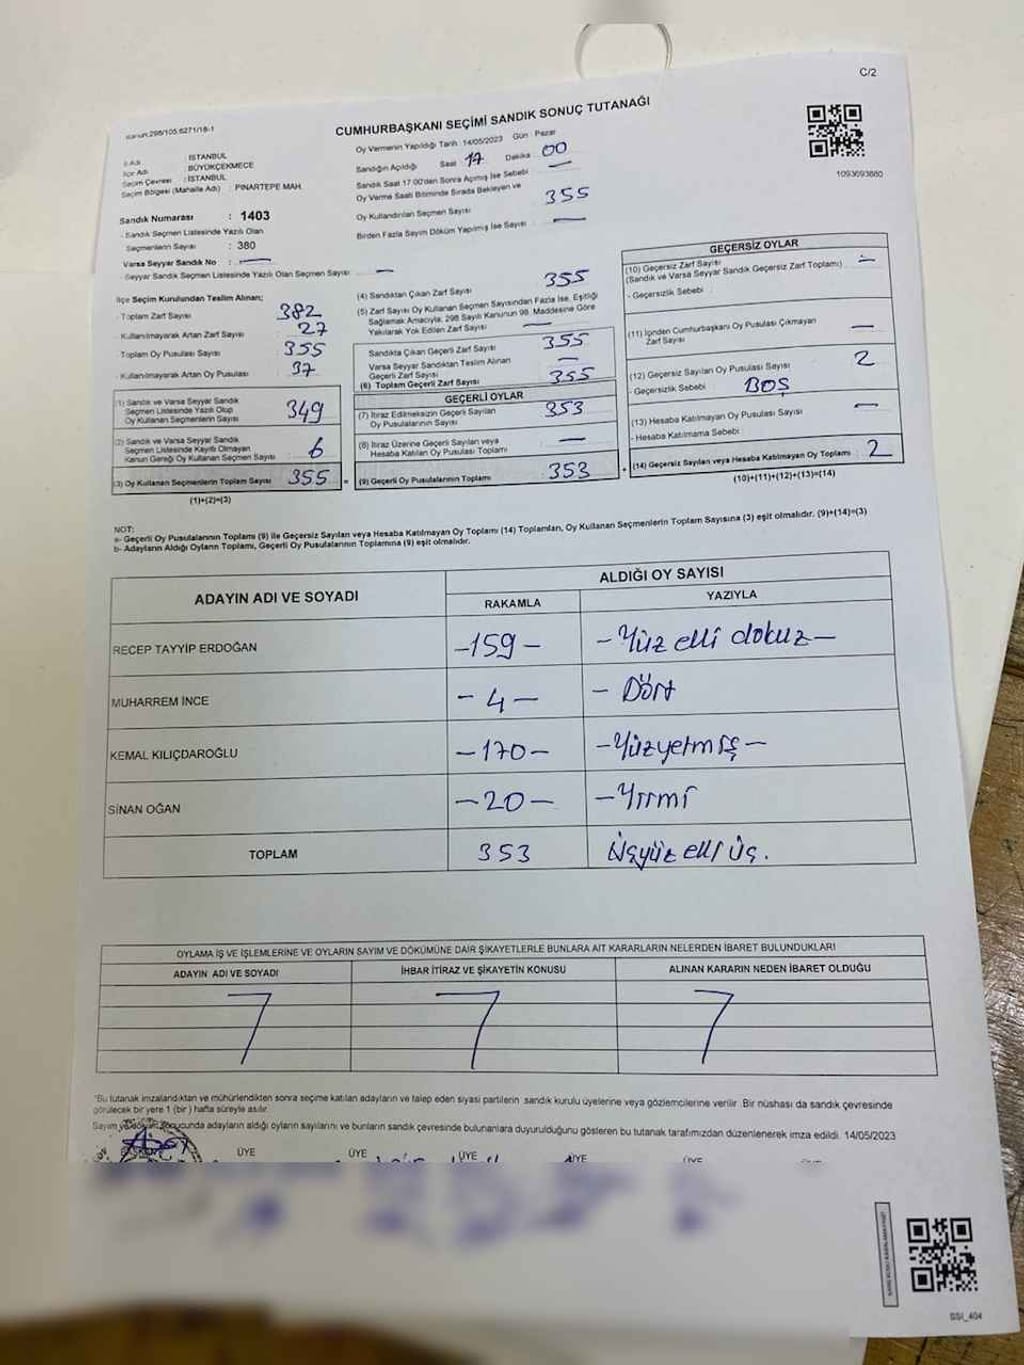 C/2
Kanun:298/105,6271/18-1
CUMHURBAŞKANI SEÇİMİ SANDIK SONUÇ TUTANAĞI
1093693880
İl Adı : İSTANBUL
İlçe Adı : BÜYÜKÇEKMECE
Seçim Çevresi : İSTANBUL
Seçim Bölgesi (Mahalle Adı) : PINARTEPE MAH.
Sandık Numarası : 1403
- Sandık Seçmen Listesinde Yazılı Olan
Seçmenlerin Sayısı : 380
Varsa Seyyar Sandık No : —
- Seyyar Sandık Seçmen Listesinde Yazılı Olan Seçmen Sayısı : —
Oy Vermenin Yapıldığı Tarih :14/05/2023 Gün : Pazar
Sandığın Açıldığı Saat 17 Dakika 00
Sandık Saat 17.00'den Sonra Açılmış İse Sebebi —
Oy Verme Saati Bitiminde Sırada Bekleyen ve
Oy Kullandırılan Seçmen Sayısı 355
Birden Fazla Sayım Döküm Yapılmış İse Sayısı —
İlçe Seçim Kurulundan Teslim Alınan;
- Toplam Zarf Sayısı 382
- Kullanılmayarak Artan Zarf Sayısı 27
Toplam Oy Pusulası Sayısı 355
- Kullanılmayarak Artan Oy Pusulası 37
(1) Sandık ve Varsa Seyyar Sandık
Seçmen Listesinde Yazılı Olup
Oy Kullanan Seçmenlerin Sayısı 349
(2) Sandık ve Varsa Seyyar Sandık
Seçmen Listesinde Kayıtlı Olmayan
Kanun Gereği Oy Kullanan Seçmen Sayısı 6
(3) Oy Kullanan Seçmenlerin Toplam Sayısı 355 =
(1)+(2)=(3)
(4) Sandıktan Çıkan Zarf Sayısı 355
(5) Zarf Sayısı Oy Kullanan Seçmen Sayısından Fazla İse, Eşitliği
Sağlamak Amacıyla, 298 Sayılı Kanunun 98. Maddesine Göre
Yakılarak Yok Edilen Zarf Sayısı —
Sandıkta Çıkan Geçerli Zarf Sayısı 355
Varsa Seyyar Sandıktan Teslim Alınan
Geçerli Zarf Sayısı —
(6) Toplam Geçerli Zarf Sayısı 355
GEÇERLİ OYLAR
(7) İtiraz Edilmeksizin Geçerli Sayılan
Oy Pusulalarının Sayısı 353
(8) İtiraz Üzerine Geçerli Sayılan veya
Hesaba Katılan Oy Pusulası Toplamı —
(9) Geçerli Oy Pusulalarının Toplamı 353 +
GEÇERSİZ OYLAR
(10) Geçersiz Zarf Sayısı
(Sandık ve Varsa Seyyar Sandık Geçersiz Zarf Toplamı) —
- Geçersizlik Sebebi :
(11) İçinden Cumhurbaşkanı Oy Pusulası Çıkmayan
Zarf Sayısı —
(12) Geçersiz Sayılan Oy Pusulası Sayısı 2
- Geçersizlik Sebebi : BOŞ
(13) Hesaba Katılmayan Oy Pusulası Sayısı —
- Hesaba Katılmama Sebebi :
(14) Geçersiz Sayılan veya Hesaba Katılmayan Oy Toplamı 2
(10)+(11)+(12)+(13)=(14)
NOT:
a- Geçerli Oy Pusulalarının Toplamı (9) ile Geçersiz Sayılan veya Hesaba Katılmayan Oy Toplamı (14) Toplamları, Oy Kullanan Seçmenlerin Toplam Sayısına (3) eşit olmalıdır. (9)+(14)=(3)
b- Adayların Aldığı Oyların Toplamı, Geçerli Oy Pusulalarının Toplamına (9) eşit olmalıdır.
ADAYIN ADI VE SOYADI
ALDIĞI OY SAYISI
RAKAMLA YAZIYLA
RECEP TAYYİP ERDOĞAN -159- -Yüz elli dokuz-
MUHARREM İNCE -4- - Dört
KEMAL KILIÇDAROĞLU -170- -Yüzyetmiş-
SİNAN OĞAN -20- -Yirmi
TOPLAM 353 Üçyüz elli üç.
OYLAMA İŞ VE İŞLEMLERİNE VE OYLARIN SAYIM VE DÖKÜMÜNE DAİR ŞİKAYETLERLE BUNLARA AİT KARARLARIN NELERDEN İBARET BULUNDUKLARI
ADAYIN ADI VE SOYADI İHBAR İTİRAZ VE ŞİKAYETİN KONUSU ALINAN KARARIN NEDEN İBARET OLDUĞU
*Bu tutanak imzalandıktan ve mühürlendikten sonra seçime katılan adayların ve talep eden siyasi partilerin sandık kurulu üyelerine veya gözlemcilerine verilir. Bir nüshası da sandık çevresinde
görülecek bir yere 1 (bir) hafta süreyle asılır.
Sayım ve döküm sonucunda adayların aldığı oyların sayılarını ve bunların sandık çevresinde bulunanlara duyurulduğunu gösteren bu tutanak tarafımızdan düzenlenerek imza edildi. 14/05/2023
BAŞKAN ÜYE ÜYE ÜYE ÜYE ÜYE
SSI_404